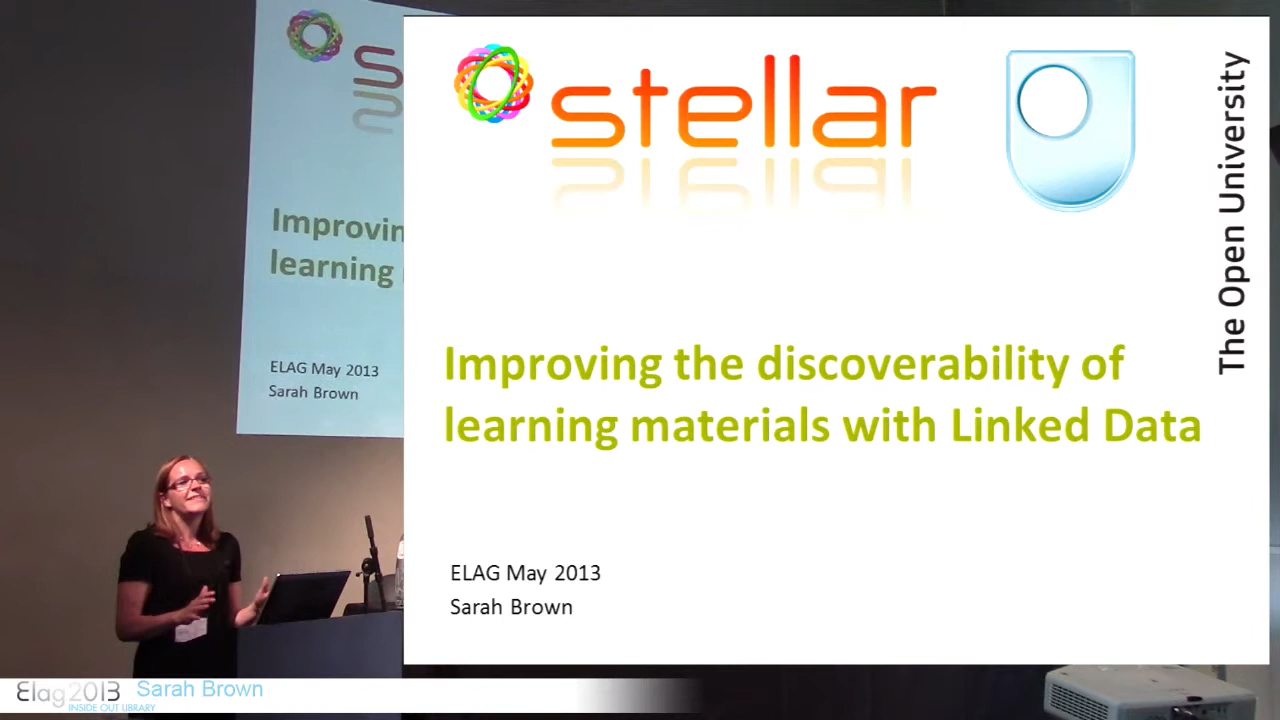 stellar
The Open University
Improving the discoverability of
learning materials with Linked Data
ELAG May 2013
Sarah Brown
Improvin
learning
ELAG May 2013
Sarah Brown
Elag2013 Sarah Brown
INSIDE OUT LIBRARY